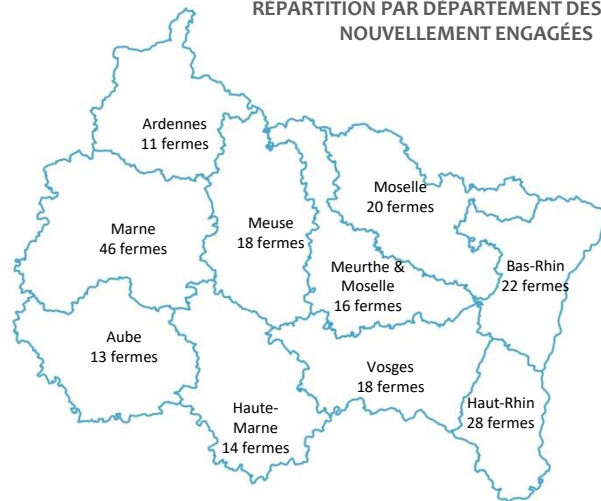 RÉPARTITION PAR DÉPARTEMENT DES
NOUVELLEMENT ENGAGÉES
Ardennes
11 fermes
Marne
46 fermes
Meuse
18 fermes
Moselle
20 fermes
Meurthe &
Moselle
16 fermes
Bas-Rhin
22 fermes
Aube
13 fermes
Haute-
Marne
14 fermes
Vosges
18 fermes
Haut-Rhin
28 fermes